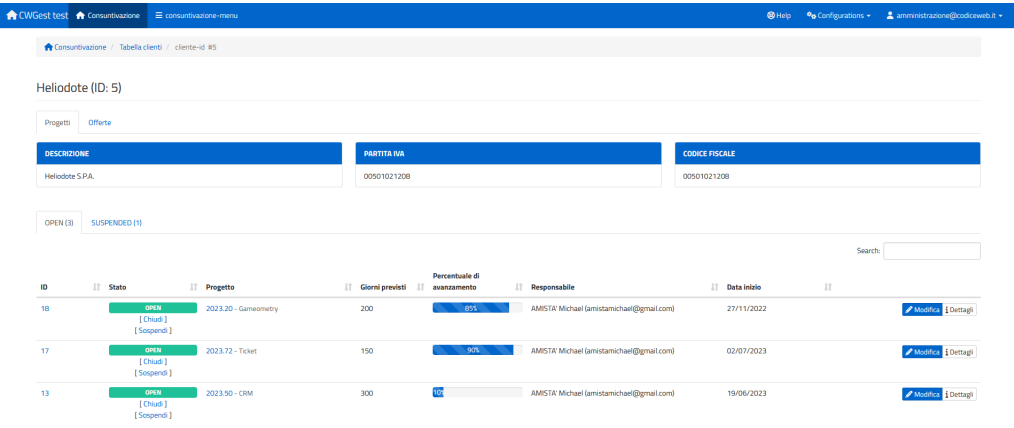 CWGest test Consuntivazione consuntivazione-menu Help Configurations amministrazione@codiceweb.it
Consuntivazione / Tabella clienti / cliente-id #5
Heliodote (ID: 5)
Progetti Offerte
DESCRIZIONE PARTITA IVA CODICE FISCALE
Heliodote S.P.A. 00501021208 00501021208
OPEN (3) SUSPENDED (1)
Search:
Percentuale di
ID Stato Progetto Giorni previsti avanzamento Responsabile Data inizio
18 OPEN 2023.20 - Gameometry 200 85% AMISTA' Michael (amistamichael@gmail.com) 27/11/2022 Modifica Dettagli
[ Chiudi ]
[ Sospendi ]
17 OPEN 2023.72 - Ticket 150 90% AMISTA' Michael (amistamichael@gmail.com) 02/07/2023 Modifica Dettagli
[ Chiudi ]
[ Sospendi ]
13 OPEN 2023.50 - CRM 300 10% AMISTA' Michael (amistamichael@gmail.com) 19/06/2023 Modifica Dettagli
[ Chiudi ]
[ Sospendi ]